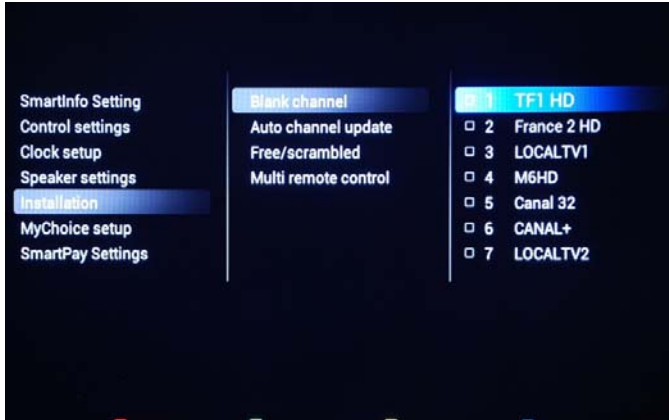 SmartInfo Setting
Control settings
Clock setup
Speaker settings
Installation
MyChoice setup
SmartPay Settings
Blank channel
Auto channel update
Free/scrambled
Multi remote control
1 TF1 HD
2 France 2 HD
3 LOCALTV1
4 M6HD
5 Canal 32
6 CANAL+
7 LOCALTV2